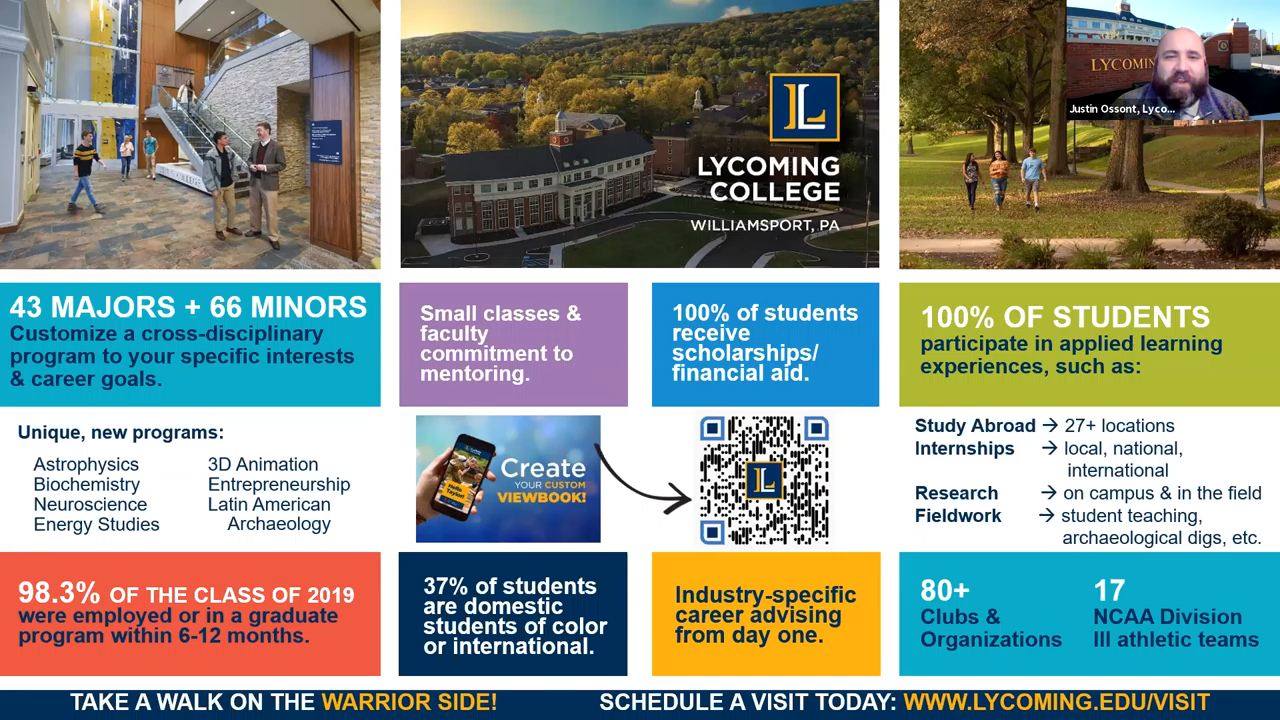 LYCOMING
COLLEGE
WILLIAMSPORT, PA
LYCOMIN
Justin Ossont, Lyco...
43 MAJORS + 66 MINORS
Customize a cross-disciplinary
program to your specific interests
& career goals.
Small classes &
faculty
commitment to
mentoring.
100% of students
receive
scholarships/
financial aid.
100% OF STUDENTS
participate in applied learning
experiences, such as:
Unique, new programs:
Astrophysics
Biochemistry
Neuroscience
Energy Studies
3D Animation
Entrepreneurship
Latin American
Archaeology
Hello
Taylor!
Create
YOUR CUSTOM
VIEWBOOK!
L
Study Abroad → 27+ locations
Internships → local, national,
international
Research → on campus & in the field
Fieldwork → student teaching,
archaeological digs, etc.
98.3% OF THE CLASS OF 2019
were employed or in a graduate
program within 6-12 months.
37% of students
are domestic
students of color
or international.
Industry-specific
career advising
from day one.
80+
Clubs &
Organizations
17
NCAA Division
III athletic teams
TAKE A WALK ON THE WARRIOR SIDE!
SCHEDULE A VISIT TODAY: WWW.LYCOMING.EDU/VISIT